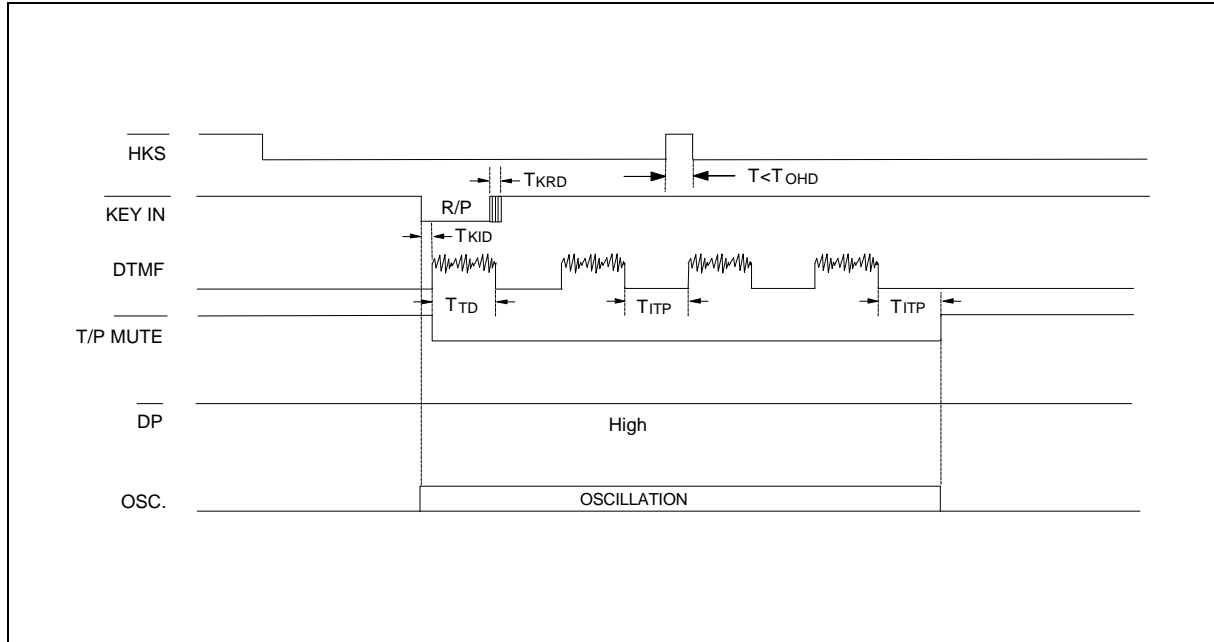 HKS
T<TOHD
TKRD
KEY IN
R/P
TKID
DTMF
TTD
TITP
TITP
T/P MUTE
DP
High
OSC.
OSCILLATION